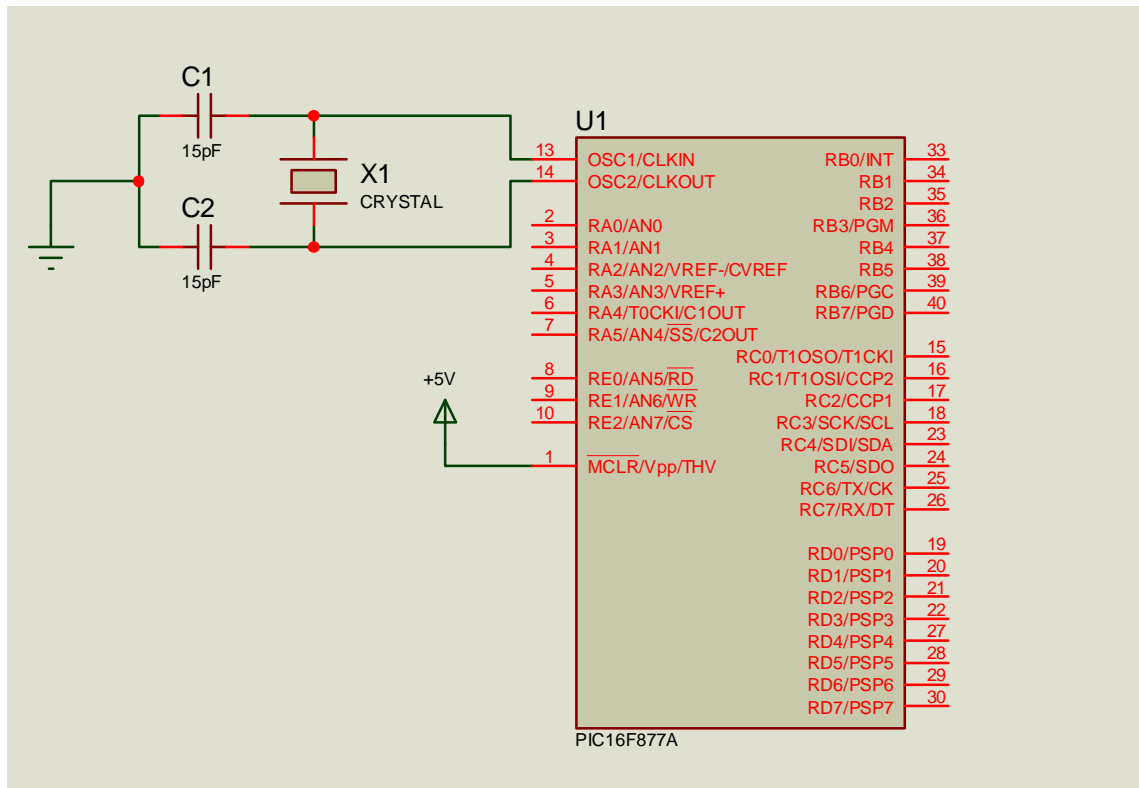 C1
15pF
X1
CRYSTAL
C2
15pF
+5V
U1
13 OSC1/CLKIN RB0/INT 33
14 OSC2/CLKOUT RB1 34
RB2 35
2 RA0/AN0 RB3/PGM 36
3 RA1/AN1 RB4 37
4 RA2/AN2/VREF-/CVREF RB5 38
5 RA3/AN3/VREF+ RB6/PGC 39
6 RA4/T0CKI/C1OUT RB7/PGD 40
7 RA5/AN4/SS/C2OUT
RC0/T1OSO/T1CKI 15
8 RE0/AN5/RD RC1/T1OSI/CCP2 16
9 RE1/AN6/WR RC2/CCP1 17
10 RE2/AN7/CS RC3/SCK/SCL 18
RC4/SDI/SDA 23
1 MCLR/Vpp/THV RC5/SDO 24
RC6/TX/CK 25
RC7/RX/DT 26
RD0/PSP0 19
RD1/PSP1 20
RD2/PSP2 21
RD3/PSP3 22
RD4/PSP4 27
RD5/PSP5 28
RD6/PSP6 29
RD7/PSP7 30
PIC16F877A